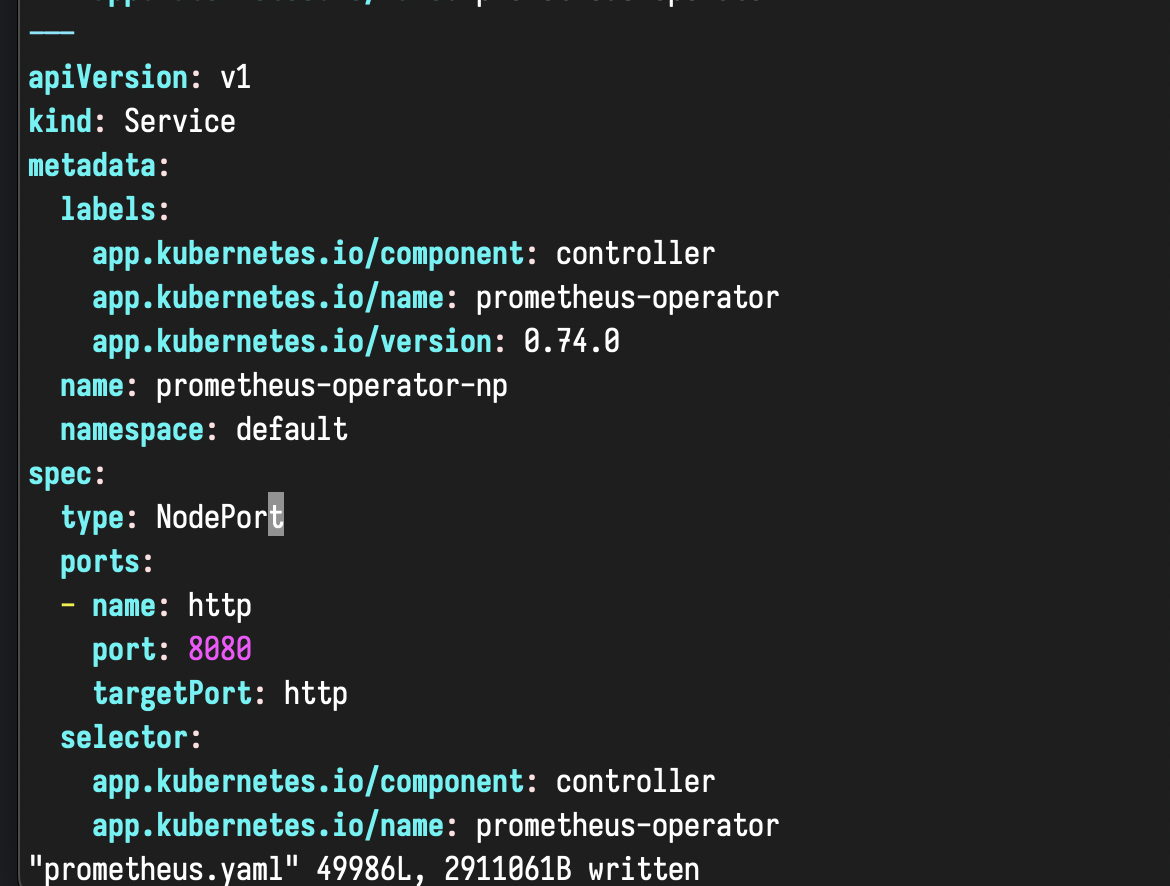 ---
apiVersion: v1
kind: Service
metadata:
  labels:
    app.kubernetes.io/component: controller
    app.kubernetes.io/name: prometheus-operator
    app.kubernetes.io/version: 0.74.0
  name: prometheus-operator-np
  namespace: default
spec:
  type: NodePort
  ports:
  - name: http
    port: 8080
    targetPort: http
  selector:
    app.kubernetes.io/component: controller
    app.kubernetes.io/name: prometheus-operator
"prometheus.yaml" 49986L, 2911061B written